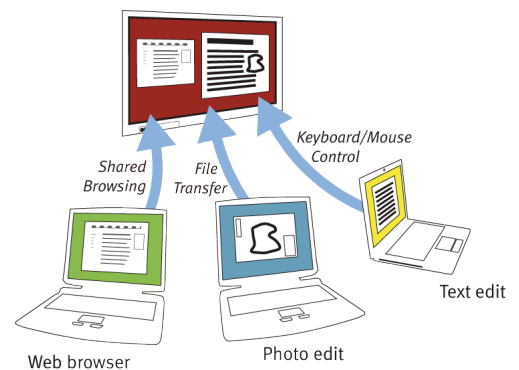 Keyboard/Mouse
Control
Shared
Browsing
File
Transfer
Text edit
Photo edit
Web browser